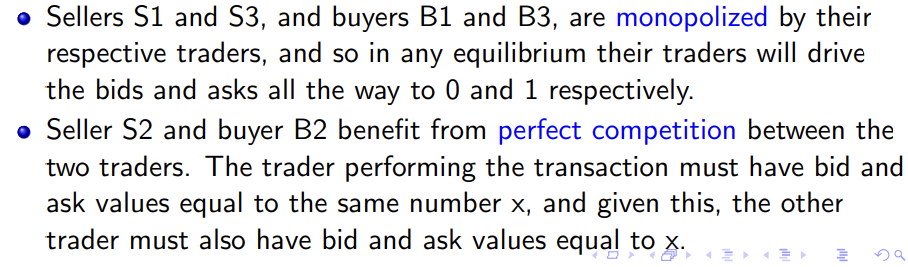 Sellers S1 and S3, and buyers B1 and B3, are monopolized by their
respective traders, and so in any equilibrium their traders will drive
the bids and asks all the way to 0 and 1 respectively.
Seller S2 and buyer B2 benefit from perfect competition between the
two traders. The trader performing the transaction must have bid and
ask values equal to the same number x, and given this, the other
trader must also have bid and ask values equal to x.